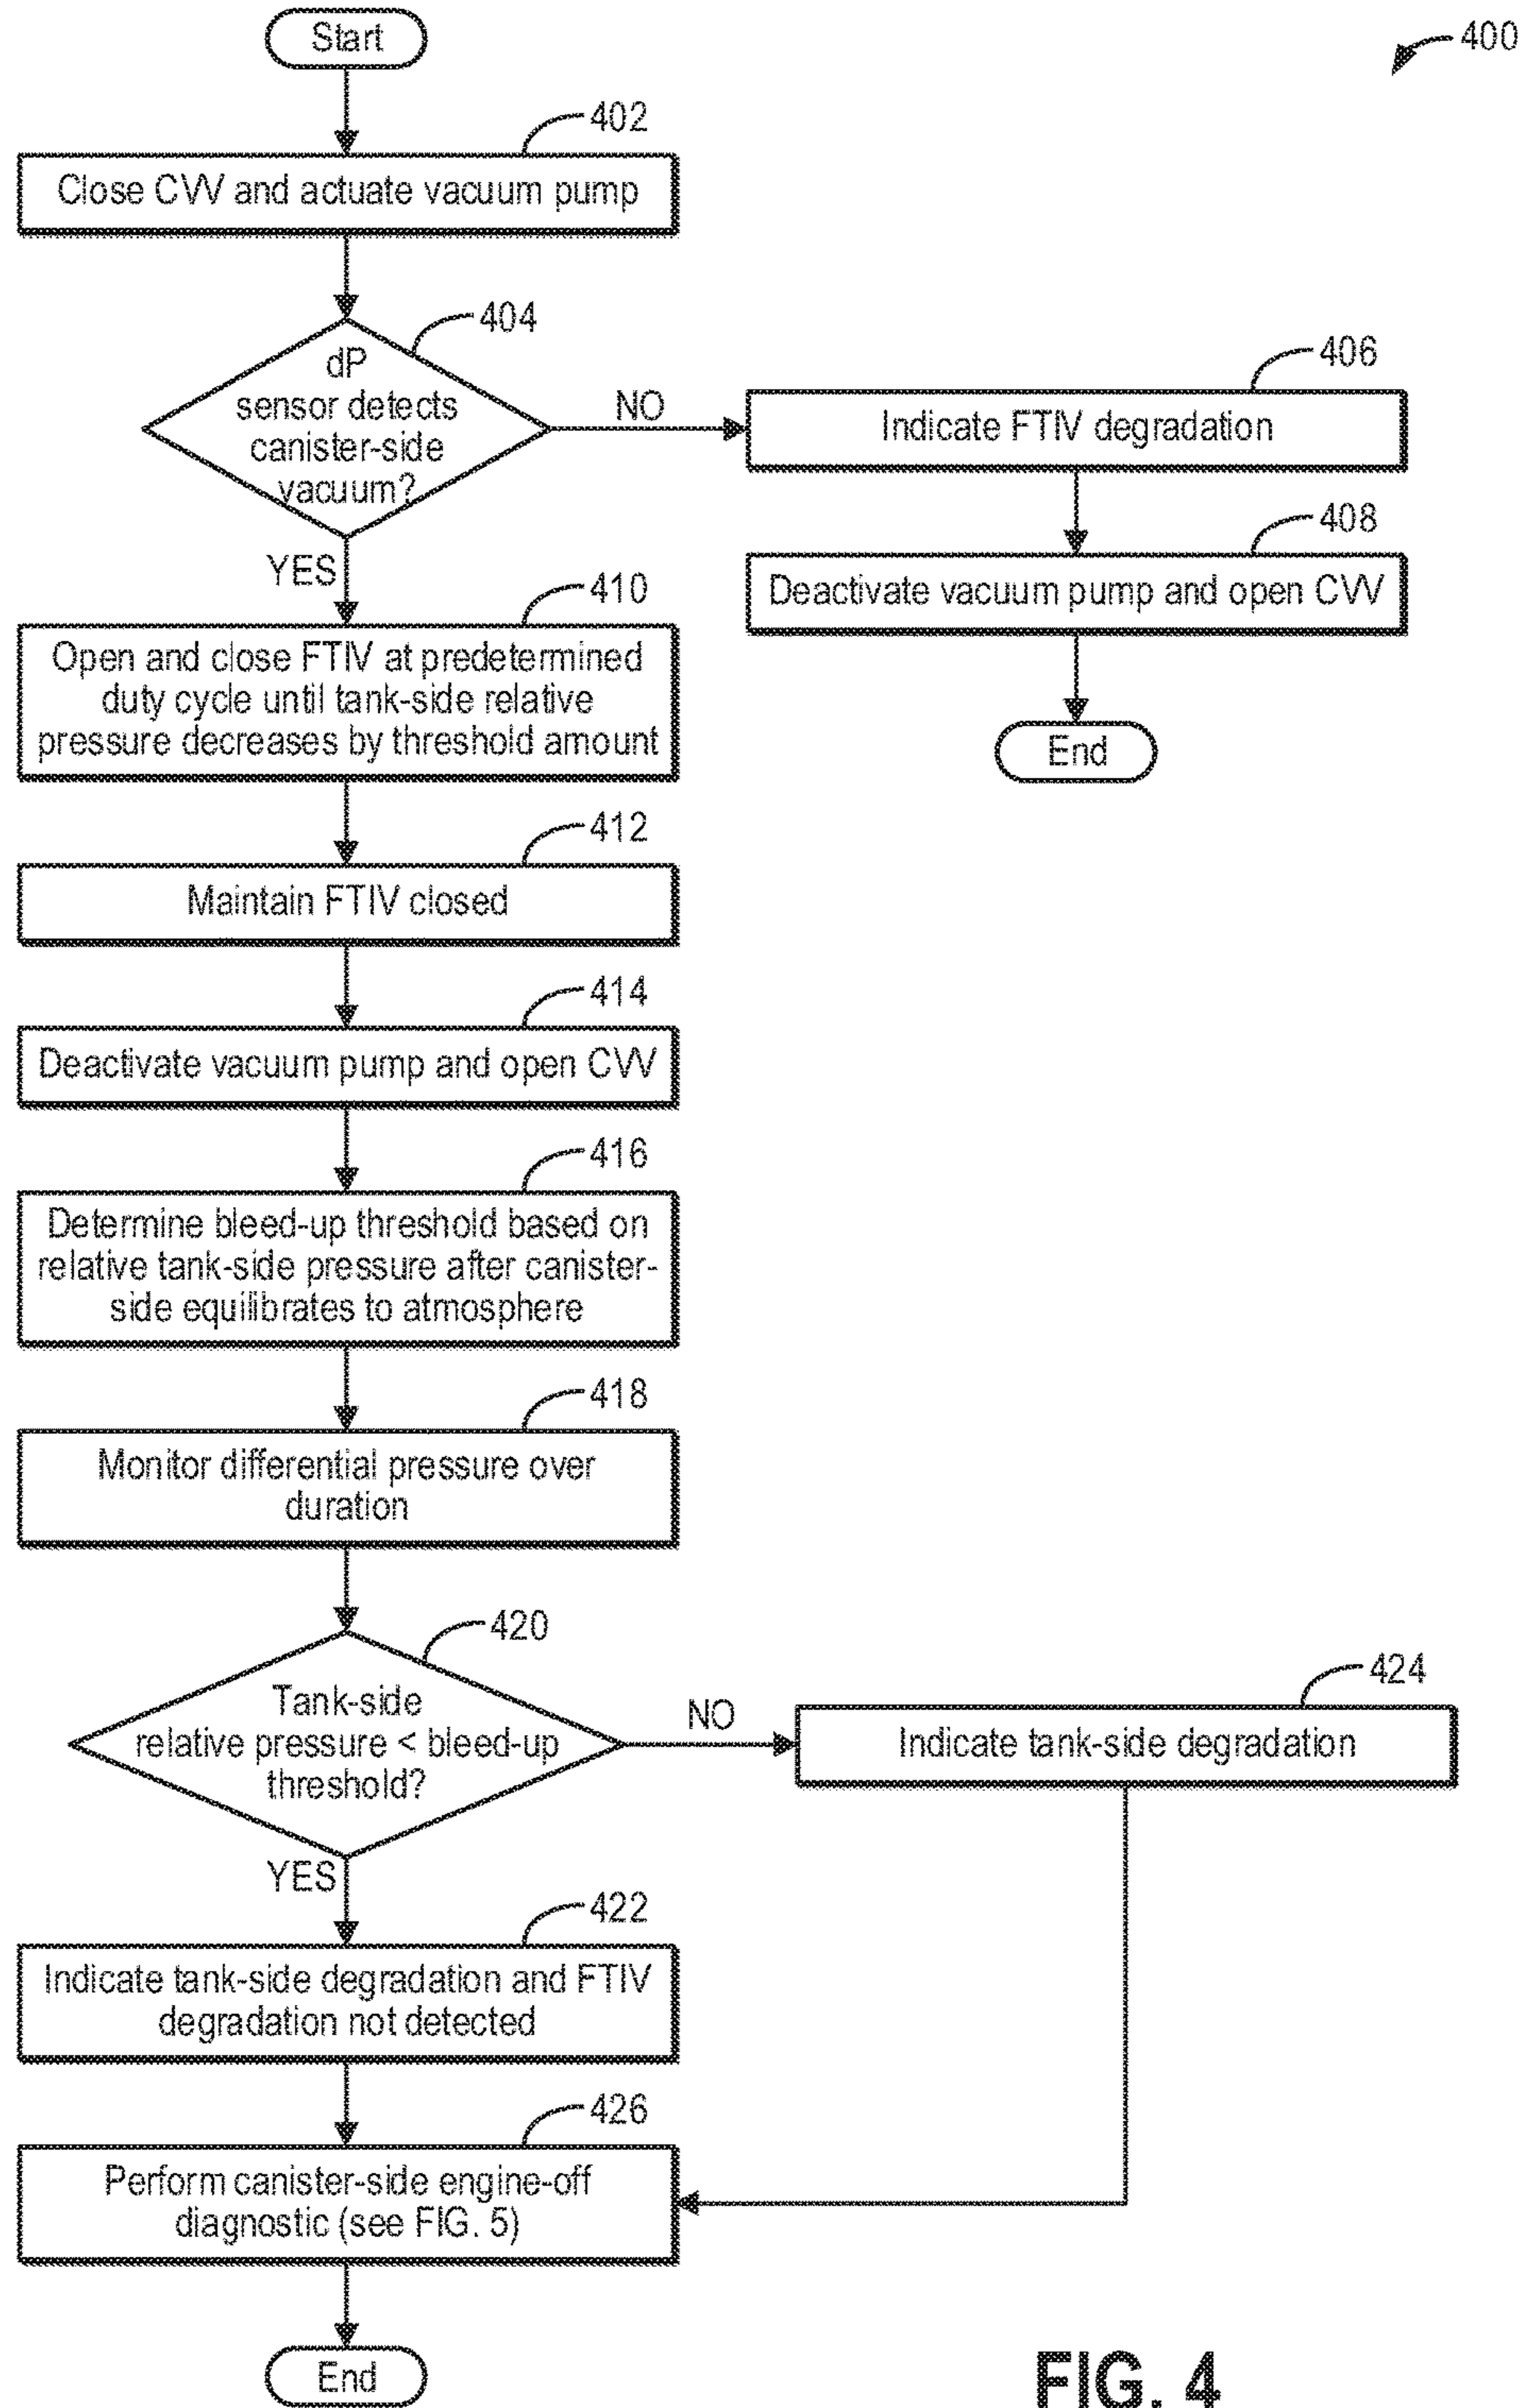 Start
400
402
Close CVV and actuate vacuum pump
404
dP
sensor detects
canister-side
vacuum?
NO
406
Indicate FTIV degradation
408
Deactivate vacuum pump and open CVV
End
YES
410
Open and close FTIV at predetermined
duty cycle until tank-side relative
pressure decreases by threshold amount
412
Maintain FTIV closed
414
Deactivate vacuum pump and open CVV
416
Determine bleed-up threshold based on
relative tank-side pressure after canister-
side equilibrates to atmosphere
418
Monitor differential pressure over
duration
420
Tank-side
relative pressure < bleed-up
threshold?
NO
424
Indicate tank-side degradation
YES
422
Indicate tank-side degradation and FTIV
degradation not detected
426
Perform canister-side engine-off
diagnostic (see FIG. 5)
End
FIG. 4